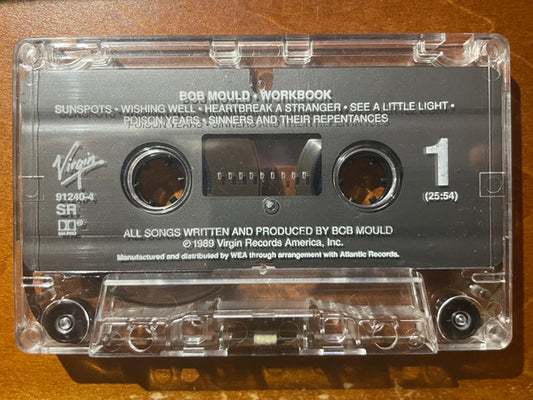 BOB MOULD • WORKBOOK
SUNSPOTS • WISHING WELL • HEARTBREAK A STRANGER • SEE A LITTLE LIGHT •
POISON YEARS • SINNERS AND THEIR REPENTANCES
Virgin
91240-4
SR
1
(25:54)
ALL SONGS WRITTEN AND PRODUCED BY BOB MOULD
℗ 1989 Virgin Records America, Inc.
Manufactured and distributed by WEA through arrangement with Atlantic Records.